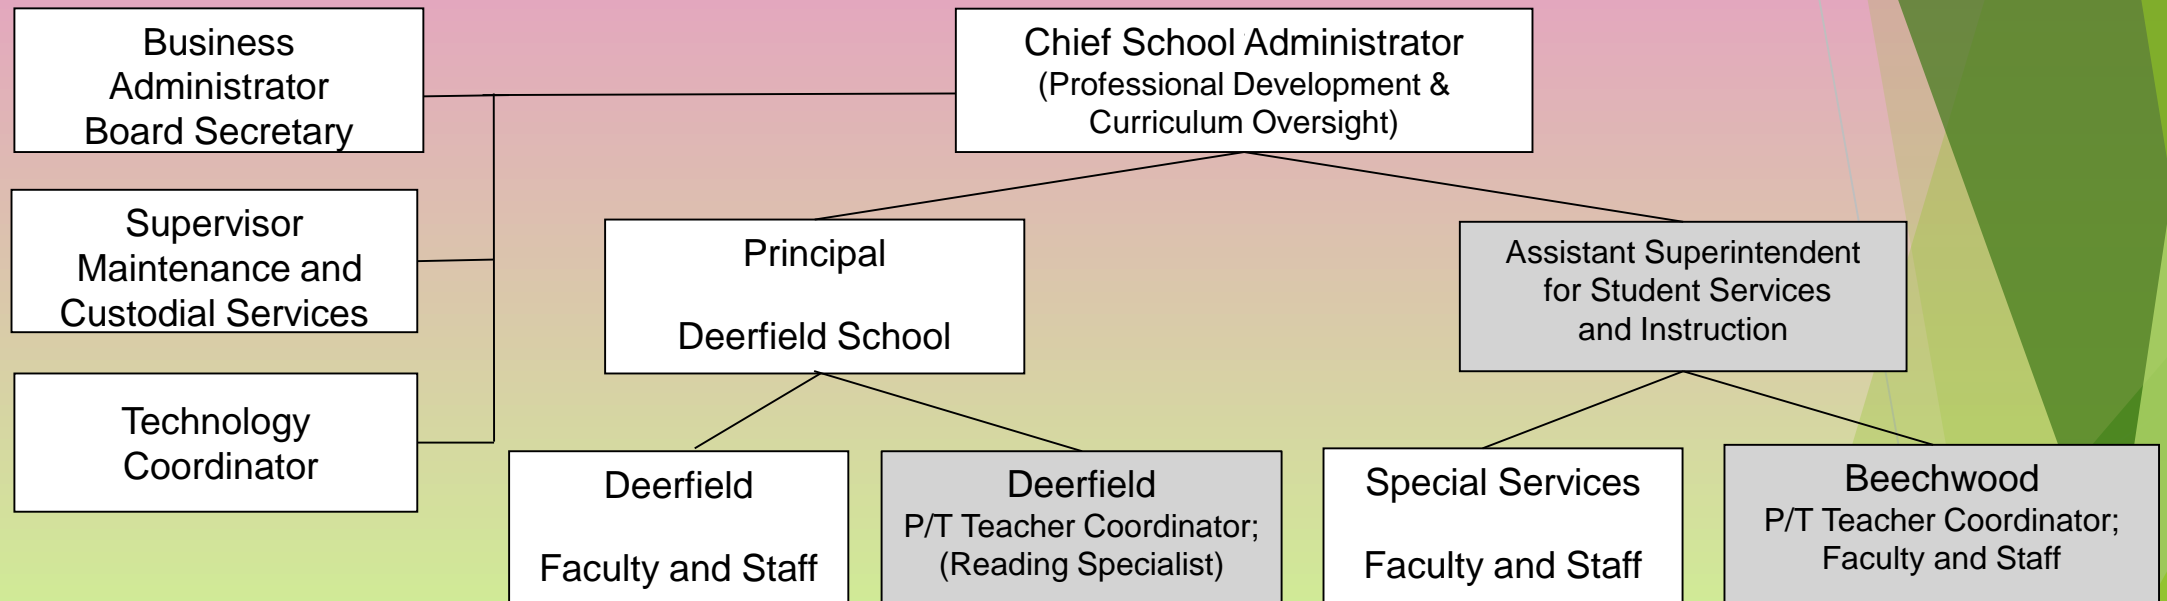 Business
Administrator
Board Secretary
Chief School Administrator
(Professional Development &
Curriculum Oversight)
Supervisor
Maintenance and
Custodial Services
Principal
Deerfield School
Assistant Superintendent
for Student Services
and Instruction
Technology
Coordinator
Deerfield
Faculty and Staff
Deerfield
P/T Teacher Coordinator;
(Reading Specialist)
Special Services
Faculty and Staff
Beechwood
P/T Teacher Coordinator;
Faculty and Staff